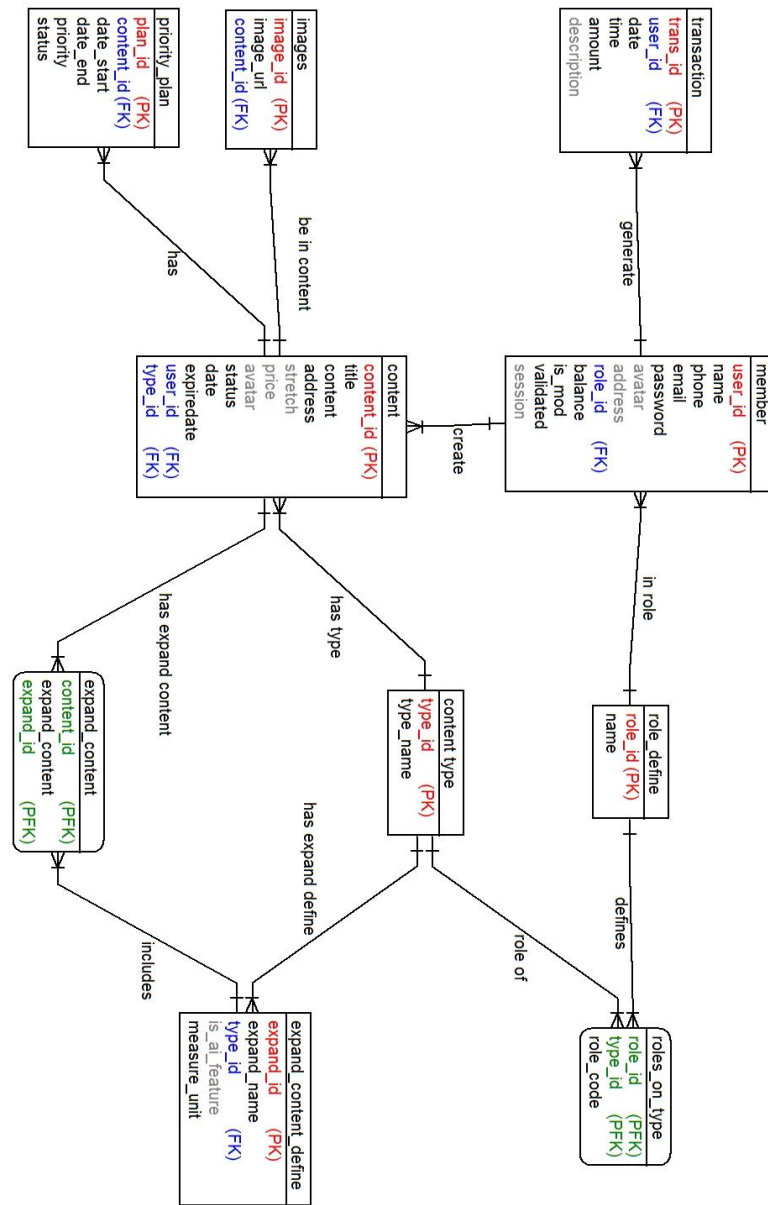 transaction
trans_id (PK)
user_id (FK)
date
time
amount
description
generate
member
user_id (PK)
name
phone
email
password
avatar
address
role_id (FK)
balance
is_mod
validated
session
in role
role_define
role_id (PK)
name
defines
roles_on_type
role_id (PFK)
type_id (PFK)
role_code
images
image_id (PK)
image_url
content_id (FK)
be in content
create
priority_plan
plan_id (PK)
content_id (FK)
date_start
date_end
priority
status
has
content
content_id (PK)
title
content
address
stretch
price
avatar
status
date
expiredate
user_id (FK)
type_id (FK)
has type
content type
type_id (PK)
type_name
role of
has expand define
has expand content
expand_content
content_id (PFK)
expand_content
expand_id (PFK)
includes
expand_content_define
expand_id (PK)
expand_name
type_id (FK)
is_ai_feature
measure_unit